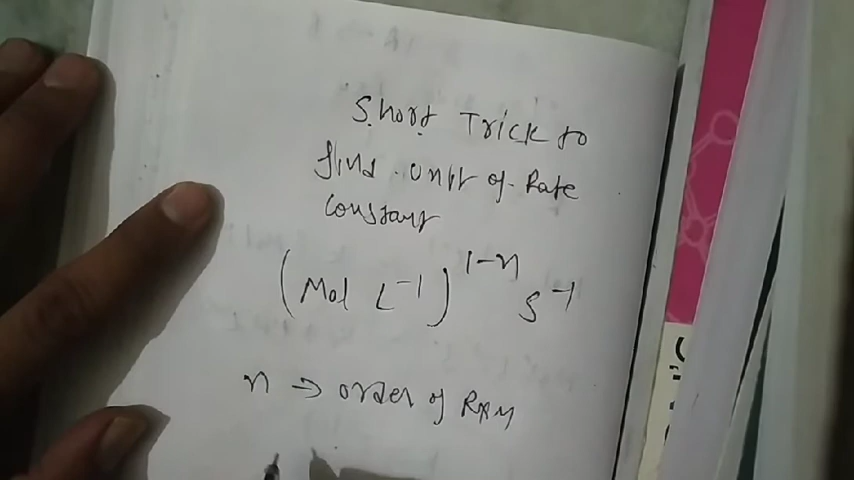 Short Trick to
find unit of Rate
constant
(Mol L⁻¹)¹⁻ⁿ s⁻¹
n → order of Rxn